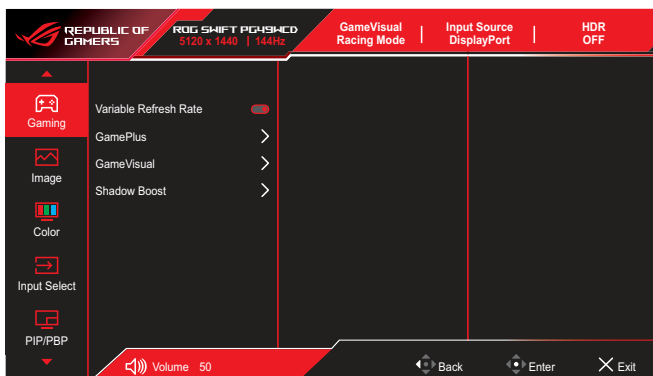 REPUBLIC OF
GAMERS
ROG SWIFT PG49WCD
5120 x 1440 | 144Hz
GameVisual
Racing Mode
Input Source
DisplayPort
HDR
OFF
Gaming
Image
Color
Input Select
PIP/PBP
Variable Refresh Rate
GamePlus
GameVisual
Shadow Boost
Volume 50
Back
Enter
Exit